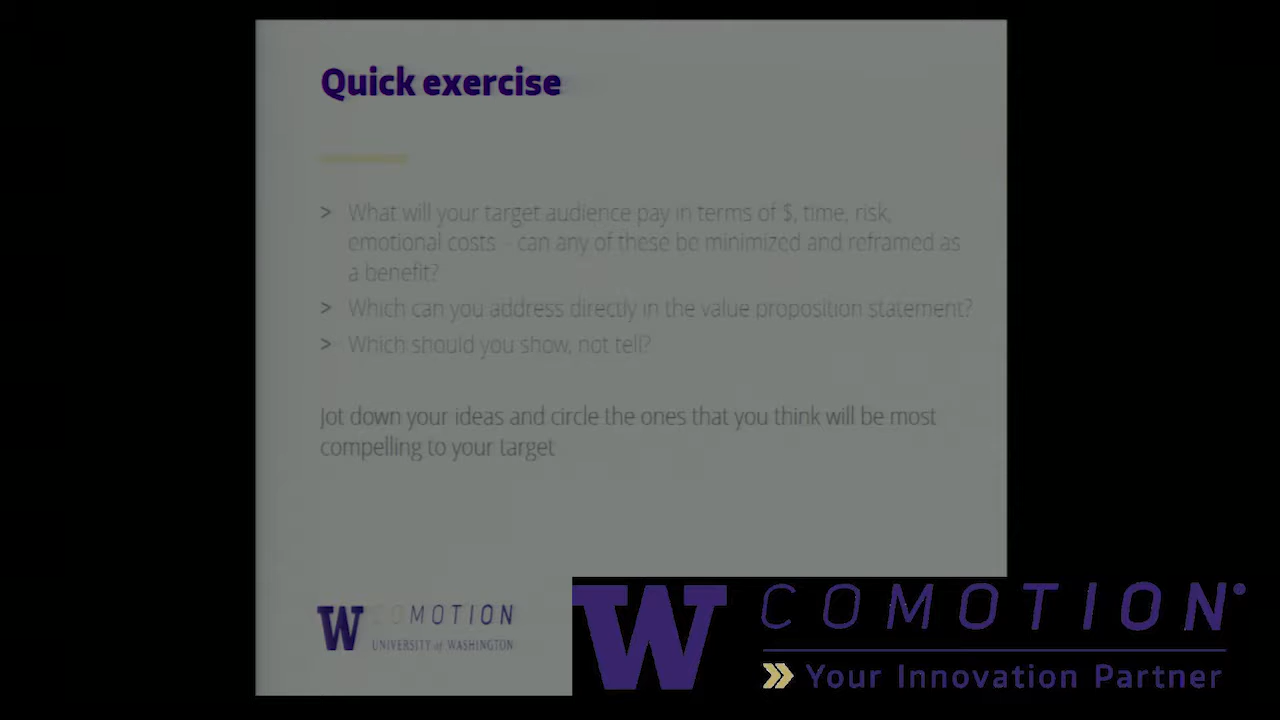 Quick exercise
> What will your target audience pay in terms of $, time, risk,
emotional costs - can any of these be minimized and reframed as
a benefit?
> Which can you address directly in the value proposition statement?
> Which should you show, not tell?
Jot down your ideas and circle the ones that you think will be most
compelling to your target
W COMOTION
UNIVERSITY of WASHINGTON
W COMOTION
Your Innovation Partner